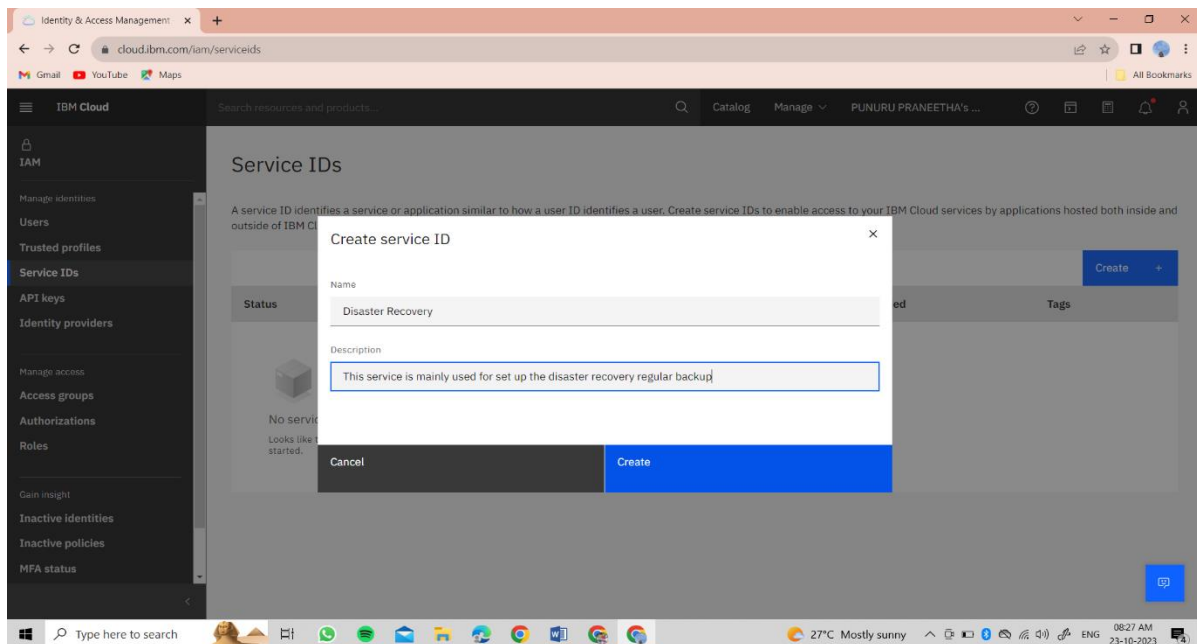 Identity & Access Management
cloud.ibm.com/iam/serviceids
Gmail YouTube Maps
All Bookmarks
IBM Cloud
Search resources and products...
Catalog Manage PUNURU PRANEETHA's ...
IAM
Manage identities
Users
Trusted profiles
Service IDs
API keys
Identity providers
Manage access
Access groups
Authorizations
Roles
Gain insight
Inactive identities
Inactive policies
MFA status
Service IDs
A service ID identifies a service or application similar to how a user ID identifies a user. Create service IDs to enable access to your IBM Cloud services by applications hosted both inside and
outside of IBM Cl
Create +
Status
ed
Tags
No servic
Looks like t
started.
Create service ID
Name
Disaster Recovery
Description
This service is mainly used for set up the disaster recovery regular backup
Cancel
Create
Type here to search
27°C Mostly sunny
ENG
08:27 AM
23-10-2023